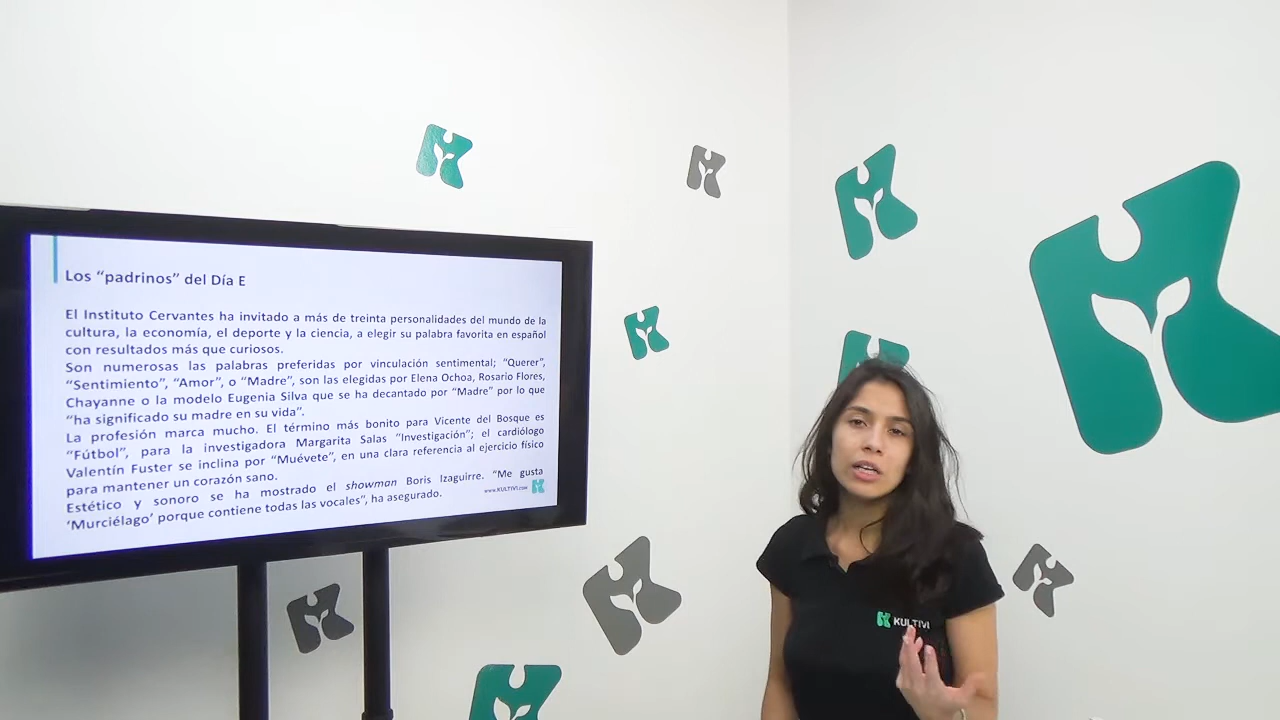 Los “padrinos” del Día E
El Instituto Cervantes ha invitado a más de treinta personalidades del mundo de la
cultura, la economía, el deporte y la ciencia, a elegir su palabra favorita en español
con resultados más que curiosos.
Son numerosas las palabras preferidas por vinculación sentimental; “Querer”,
“Sentimiento”, “Amor”, o “Madre”, son las elegidas por Elena Ochoa, Rosario Flores,
Chayanne o la modelo Eugenia Silva que se ha decantado por “Madre” por lo que
“ha significado su madre en su vida”.
La profesión marca mucho. El término más bonito para Vicente del Bosque es
“Fútbol”, para la investigadora Margarita Salas “Investigación”; el cardiólogo
Valentín Fuster se inclina por “Muévete”, en una clara referencia al ejercicio físico
para mantener un corazón sano.
Estético y sonoro se ha mostrado el showman Boris Izaguirre. “Me gusta
‘Murciélago’ porque contiene todas las vocales”, ha asegurado.
www.KULTIVI.com
KULTIVI